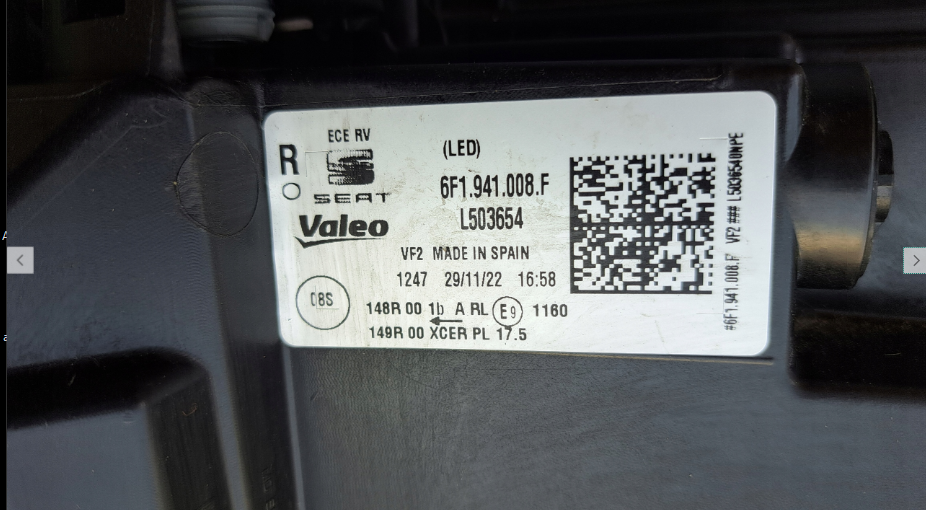 ECE RV
R
SEAT
Valeo
(LED)
6F1.941.008.F
L503654
VF2 MADE IN SPAIN
1247 29/11/22 16:58
08S
148R 00 1b A RL E9 1160
149R 00 XCER PL 17.5
#6F1.941.008.F VF2 ### L503654